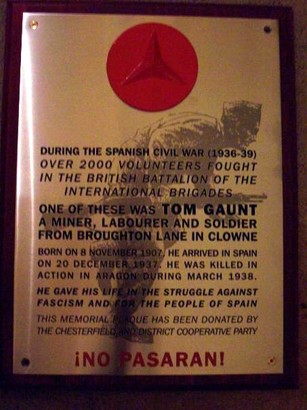 DURING THE SPANISH CIVIL WAR (1936-39)
OVER 2000 VOLUNTEERS FOUGHT
IN THE BRITISH BATTALION OF THE
INTERNATIONAL BRIGADES
ONE OF THESE WAS TOM GAUNT
A MINER, LABOURER AND SOLDIER
FROM BROUGHTON LANE IN CLOWNE
BORN ON 8 NOVEMBER 1907, HE ARRIVED IN SPAIN
ON 20 DECEMBER 1937. HE WAS KILLED IN
ACTION IN ARAGON DURING MARCH 1938.
HE GAVE HIS LIFE IN THE STRUGGLE AGAINST
FASCISM AND FOR THE PEOPLE OF SPAIN
THIS MEMORIAL PLAQUE HAS BEEN DONATED BY
THE CHESTERFIELD AND DISTRICT COOPERATIVE PARTY
¡NO PASARAN!